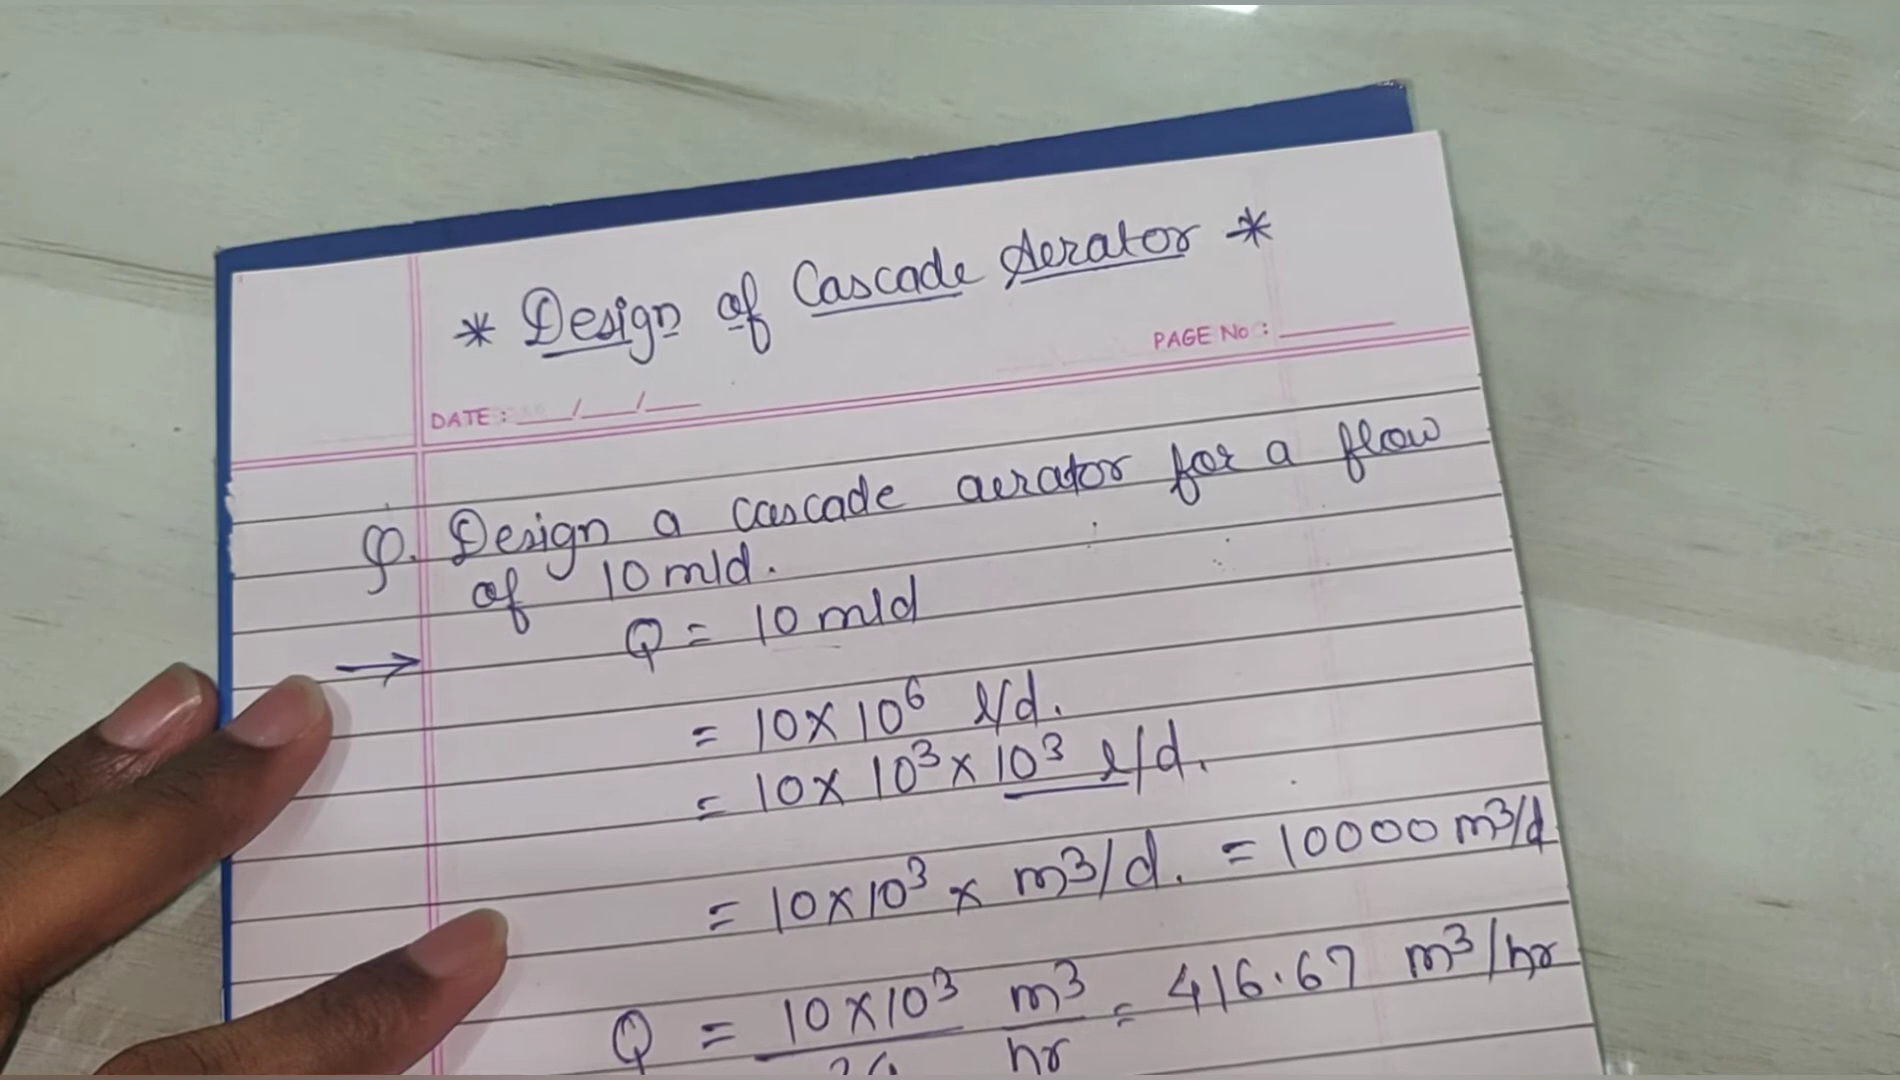 * Design of Cascade Aerator *
PAGE No :
DATE : / /
Q. Design a cascade aerator for a flow
of 10 mld.
→ Q = 10 mld
= 10 × 10⁶ l/d.
= 10 × 10³ × 10³ l/d.
= 10 × 10³ × m³/d. = 10000 m³/d
Q = 10 × 10³ m³ = 416.67 m³/hr
hr